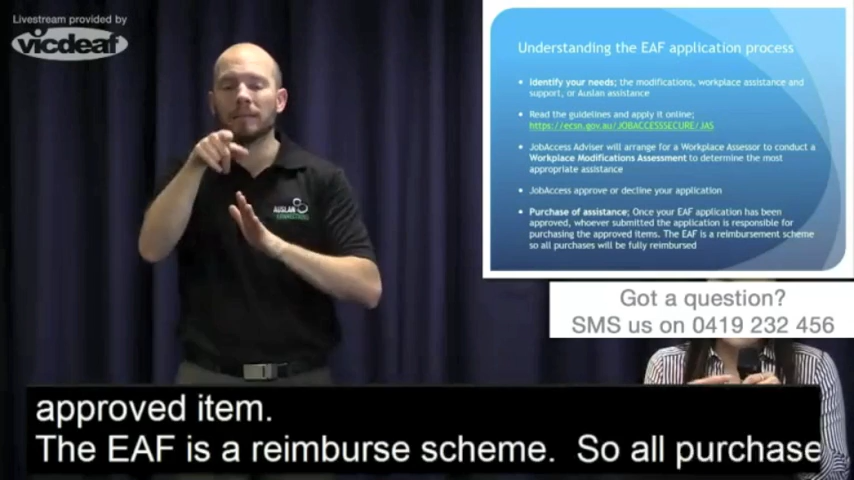 Livestream provided by
vicdeaf
Understanding the EAF application process
• Identify your needs; the modifications, workplace assistance and
support, or Auslan assistance
• Read the guidelines and apply it online;
https://ecsn.gov.au/JOBACCESSSECURE/JAS
• JobAccess Adviser will arrange for a Workplace Assessor to conduct a
Workplace Modifications Assessment to determine the most
appropriate assistance
• JobAccess approve or decline your application
• Purchase of assistance; Once your EAF application has been
approved, whoever submitted the application is responsible for
purchasing the approved items. The EAF is a reimbursement scheme
so all purchases will be fully reimbursed
AUSLAN
CONNECTIONS
Got a question?
SMS us on 0419 232 456
approved item.
The EAF is a reimburse scheme. So all purchase